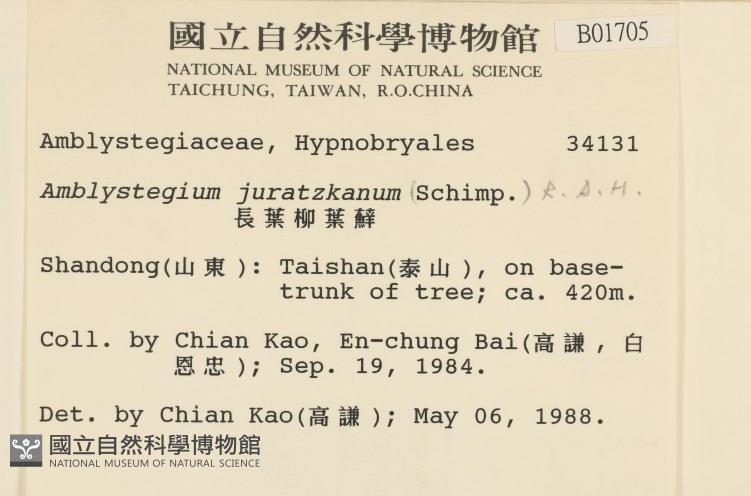 國立自然科學博物館 B01705
NATIONAL MUSEUM OF NATURAL SCIENCE
TAICHUNG, TAIWAN, R.O.CHINA
Amblystegiaceae, Hypnobryales 34131
Amblystegium juratzkanum (Schimp.) R.S.H.
長葉柳葉蘚
Shandong(山東): Taishan(泰山), on base-
trunk of tree; ca. 420m.
Coll. by Chian Kao, En-chung Bai(高謙, 白
恩忠); Sep. 19, 1984.
Det. by Chian Kao(高謙); May 06, 1988.
國立自然科學博物館
NATIONAL MUSEUM OF NATURAL SCIENCE